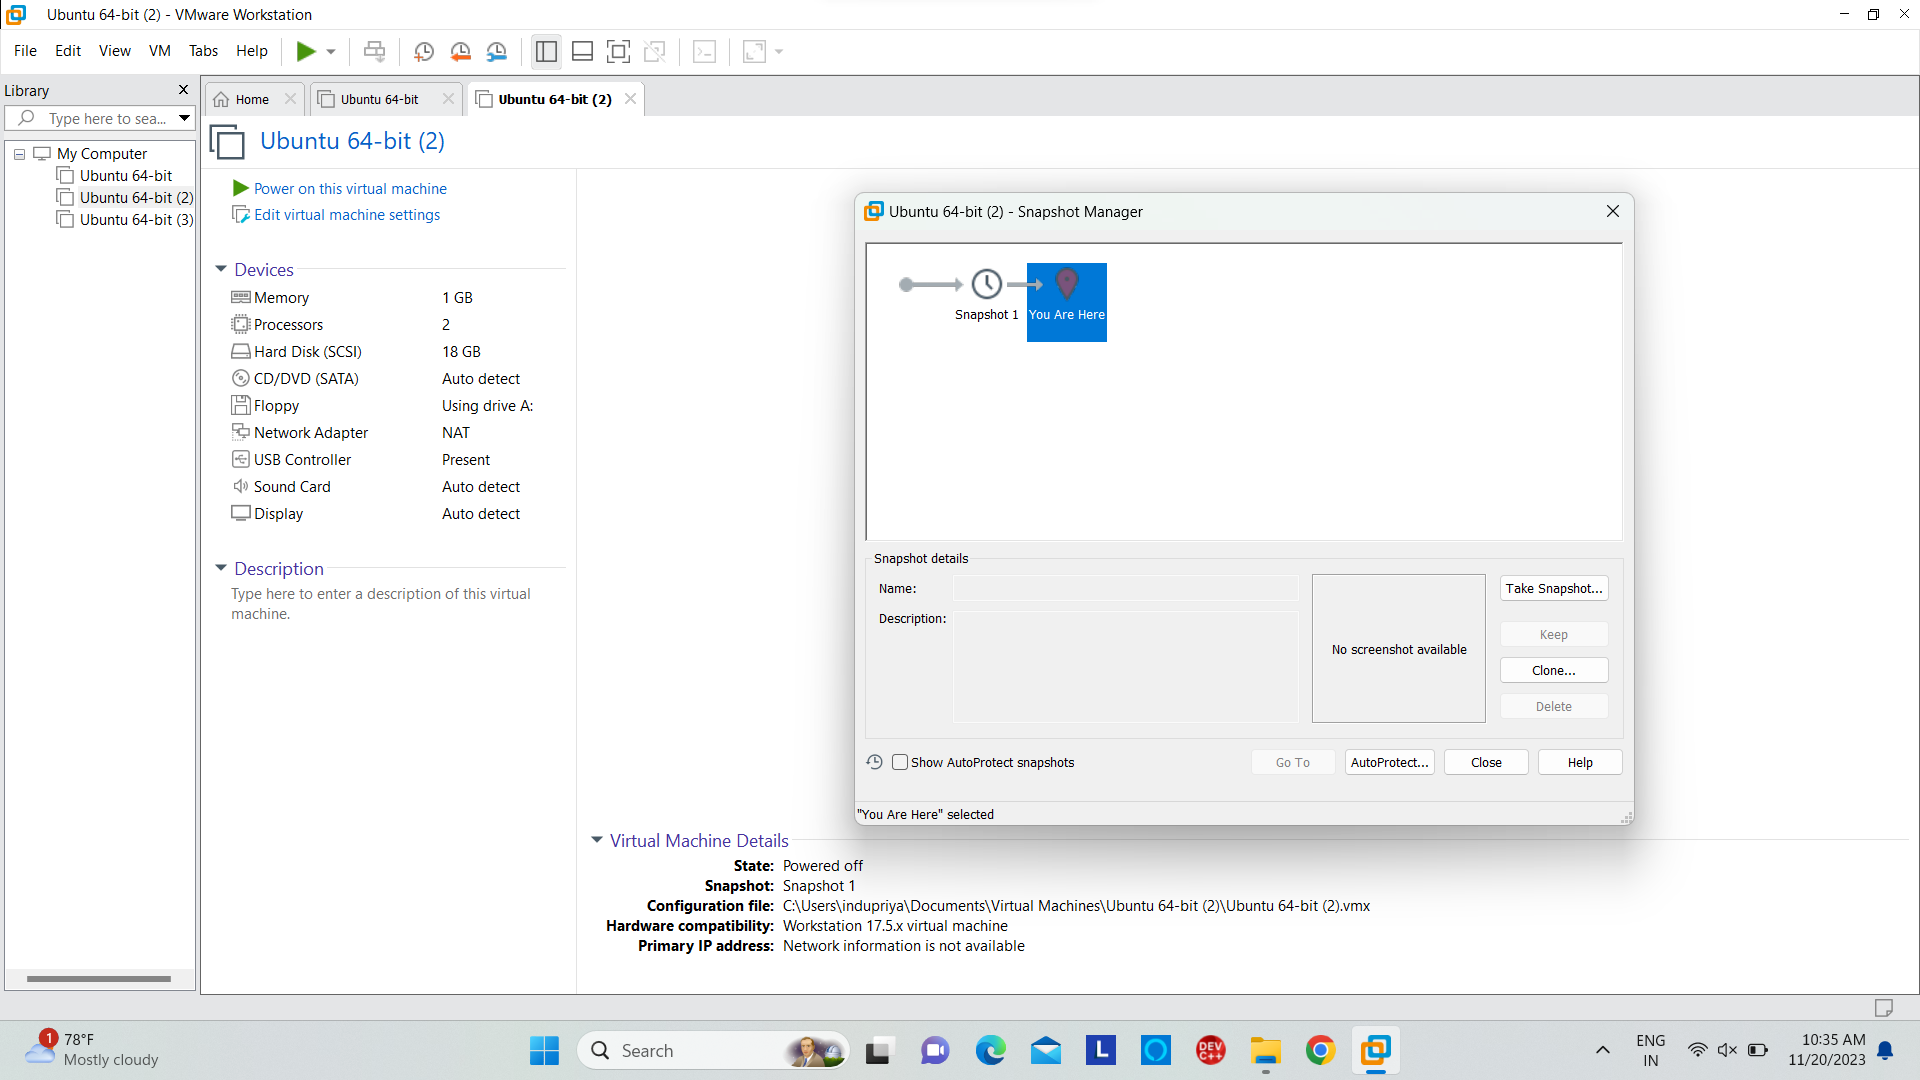 Ubuntu 64-bit (2) - VMware Workstation
File Edit View VM Tabs Help
Library
Type here to sea...
My Computer
Ubuntu 64-bit
Ubuntu 64-bit (2)
Ubuntu 64-bit (3)
Home
Ubuntu 64-bit
Ubuntu 64-bit (2)
Ubuntu 64-bit (2)
Power on this virtual machine
Edit virtual machine settings
Devices
Memory 1 GB
Processors 2
Hard Disk (SCSI) 18 GB
CD/DVD (SATA) Auto detect
Floppy Using drive A:
Network Adapter NAT
USB Controller Present
Sound Card Auto detect
Display Auto detect
Description
Type here to enter a description of this virtual
machine.
Ubuntu 64-bit (2) - Snapshot Manager
Snapshot 1
You Are Here
Snapshot details
Name:
Description:
No screenshot available
Take Snapshot...
Keep
Clone...
Delete
Show AutoProtect snapshots
Go To
AutoProtect...
Close
Help
"You Are Here" selected
Virtual Machine Details
State: Powered off
Snapshot: Snapshot 1
Configuration file: C:\Users\indupriya\Documents\Virtual Machines\Ubuntu 64-bit (2)\Ubuntu 64-bit (2).vmx
Hardware compatibility: Workstation 17.5.x virtual machine
Primary IP address: Network information is not available
1
78°F
Mostly cloudy
Search
L
DEV
C++
ENG
IN
10:35 AM
11/20/2023